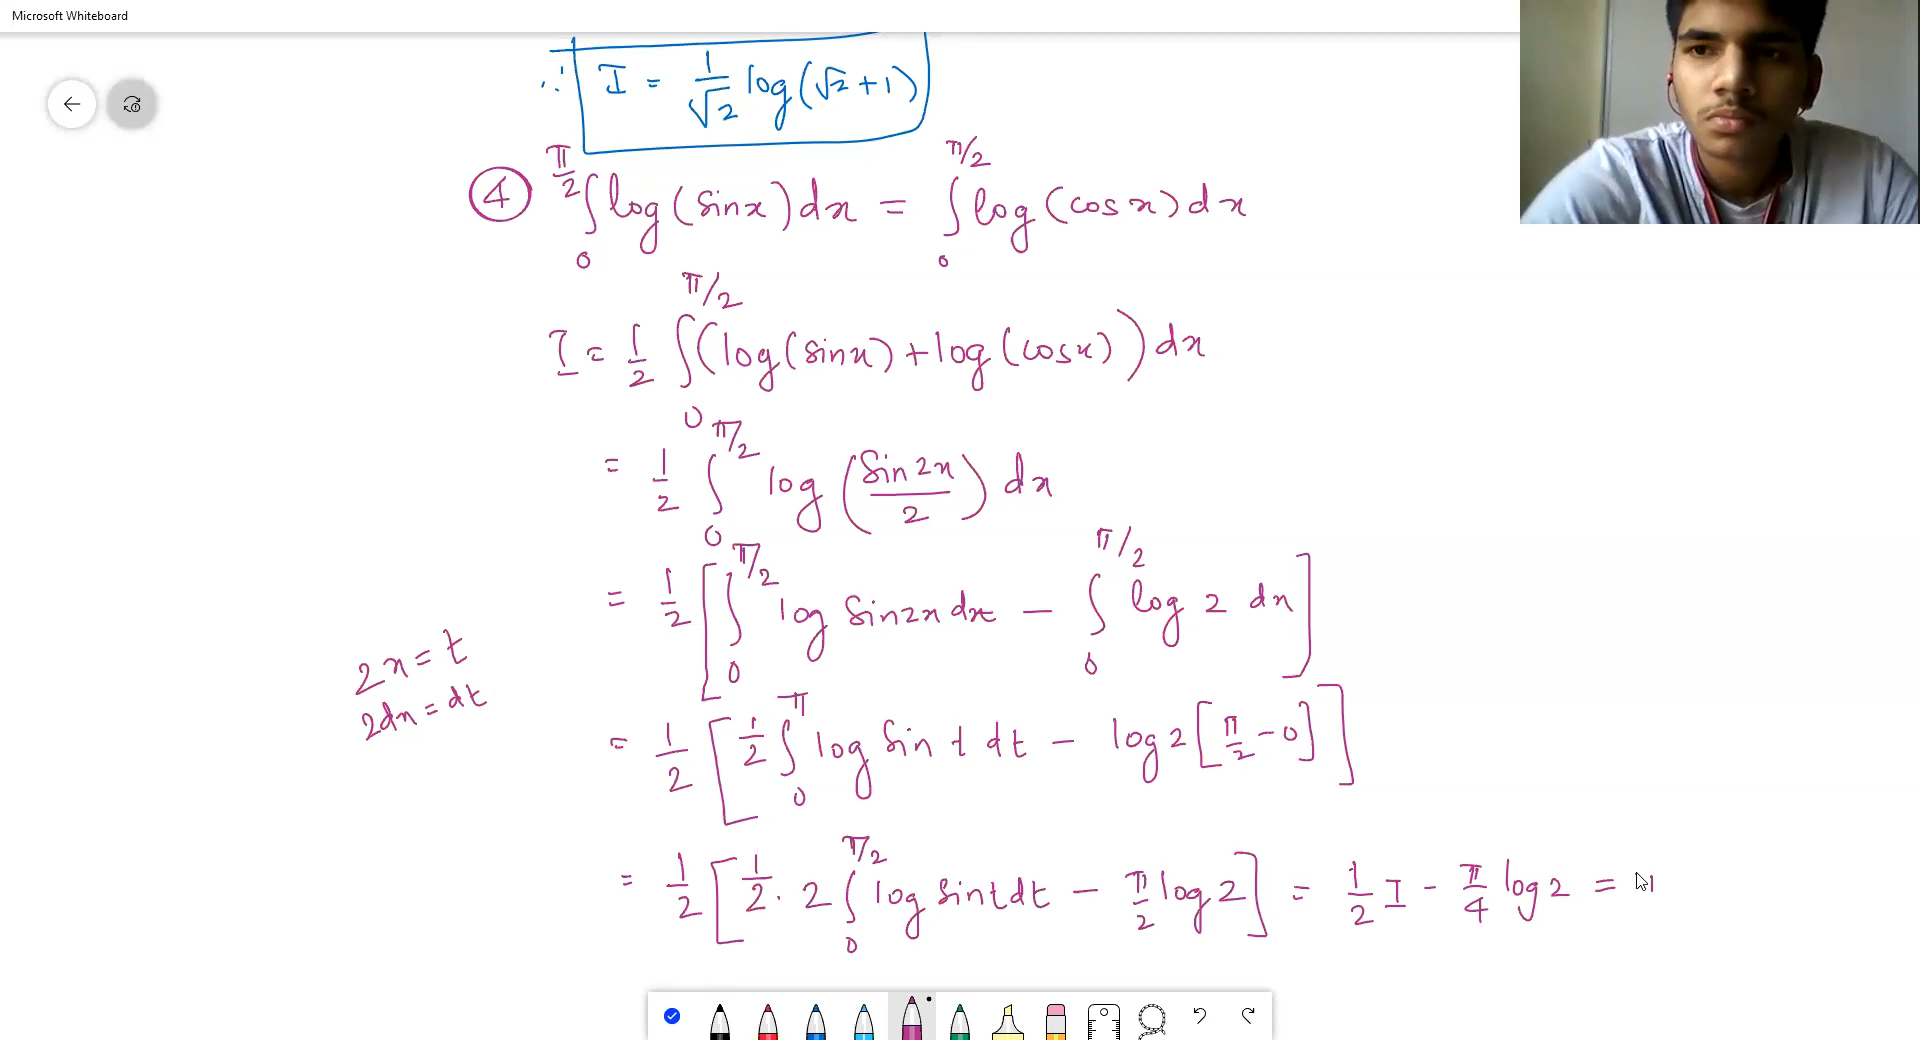 Microsoft Whiteboard
∴ I = 1/√2 log(√2+1)
④ ∫₀^{π/2} log(sinx)dx = ∫₀^{π/2} log(cosx)dx
I = 1/2 ∫₀^{π/2} (log(sinx)+log(cosx))dx
= 1/2 ∫₀^{π/2} log(sin2x/2) dx
= 1/2 [∫₀^{π/2} log sin2x dx − ∫₀^{π/2} log 2 dx]
2x = t
2dx = dt
= 1/2 [1/2 ∫₀^π log sin t dt − log2[π/2−0]]
= 1/2 [1/2 · 2 ∫₀^{π/2} log sint dt − π/2 log2] = 1/2 I − π/4 log2 =